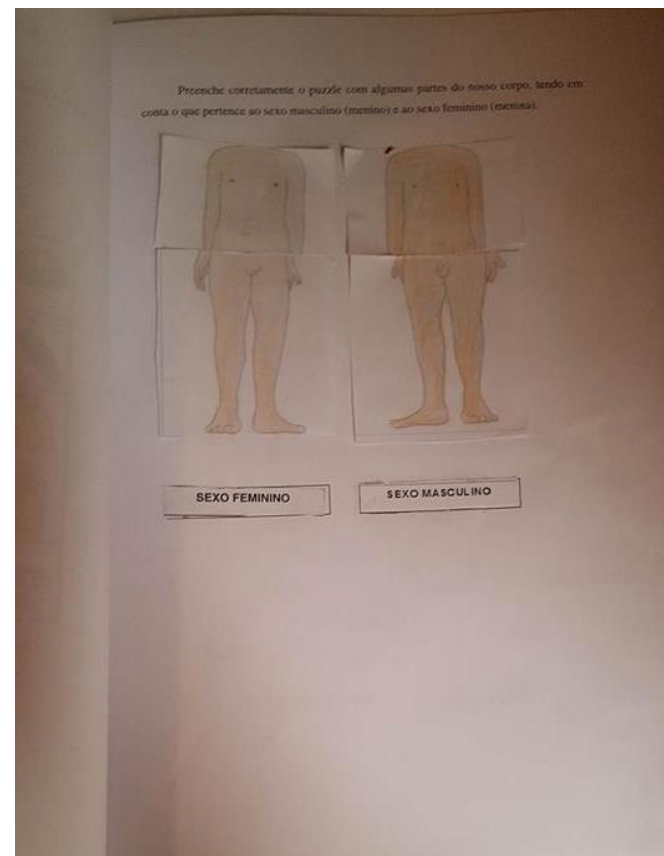 Preenche corretamente o puzzle com algumas partes do nosso corpo, tendo em
conta o que pertence ao sexo masculino (menino) e ao sexo feminino (menina).
SEXO FEMININO
SEXO MASCULINO